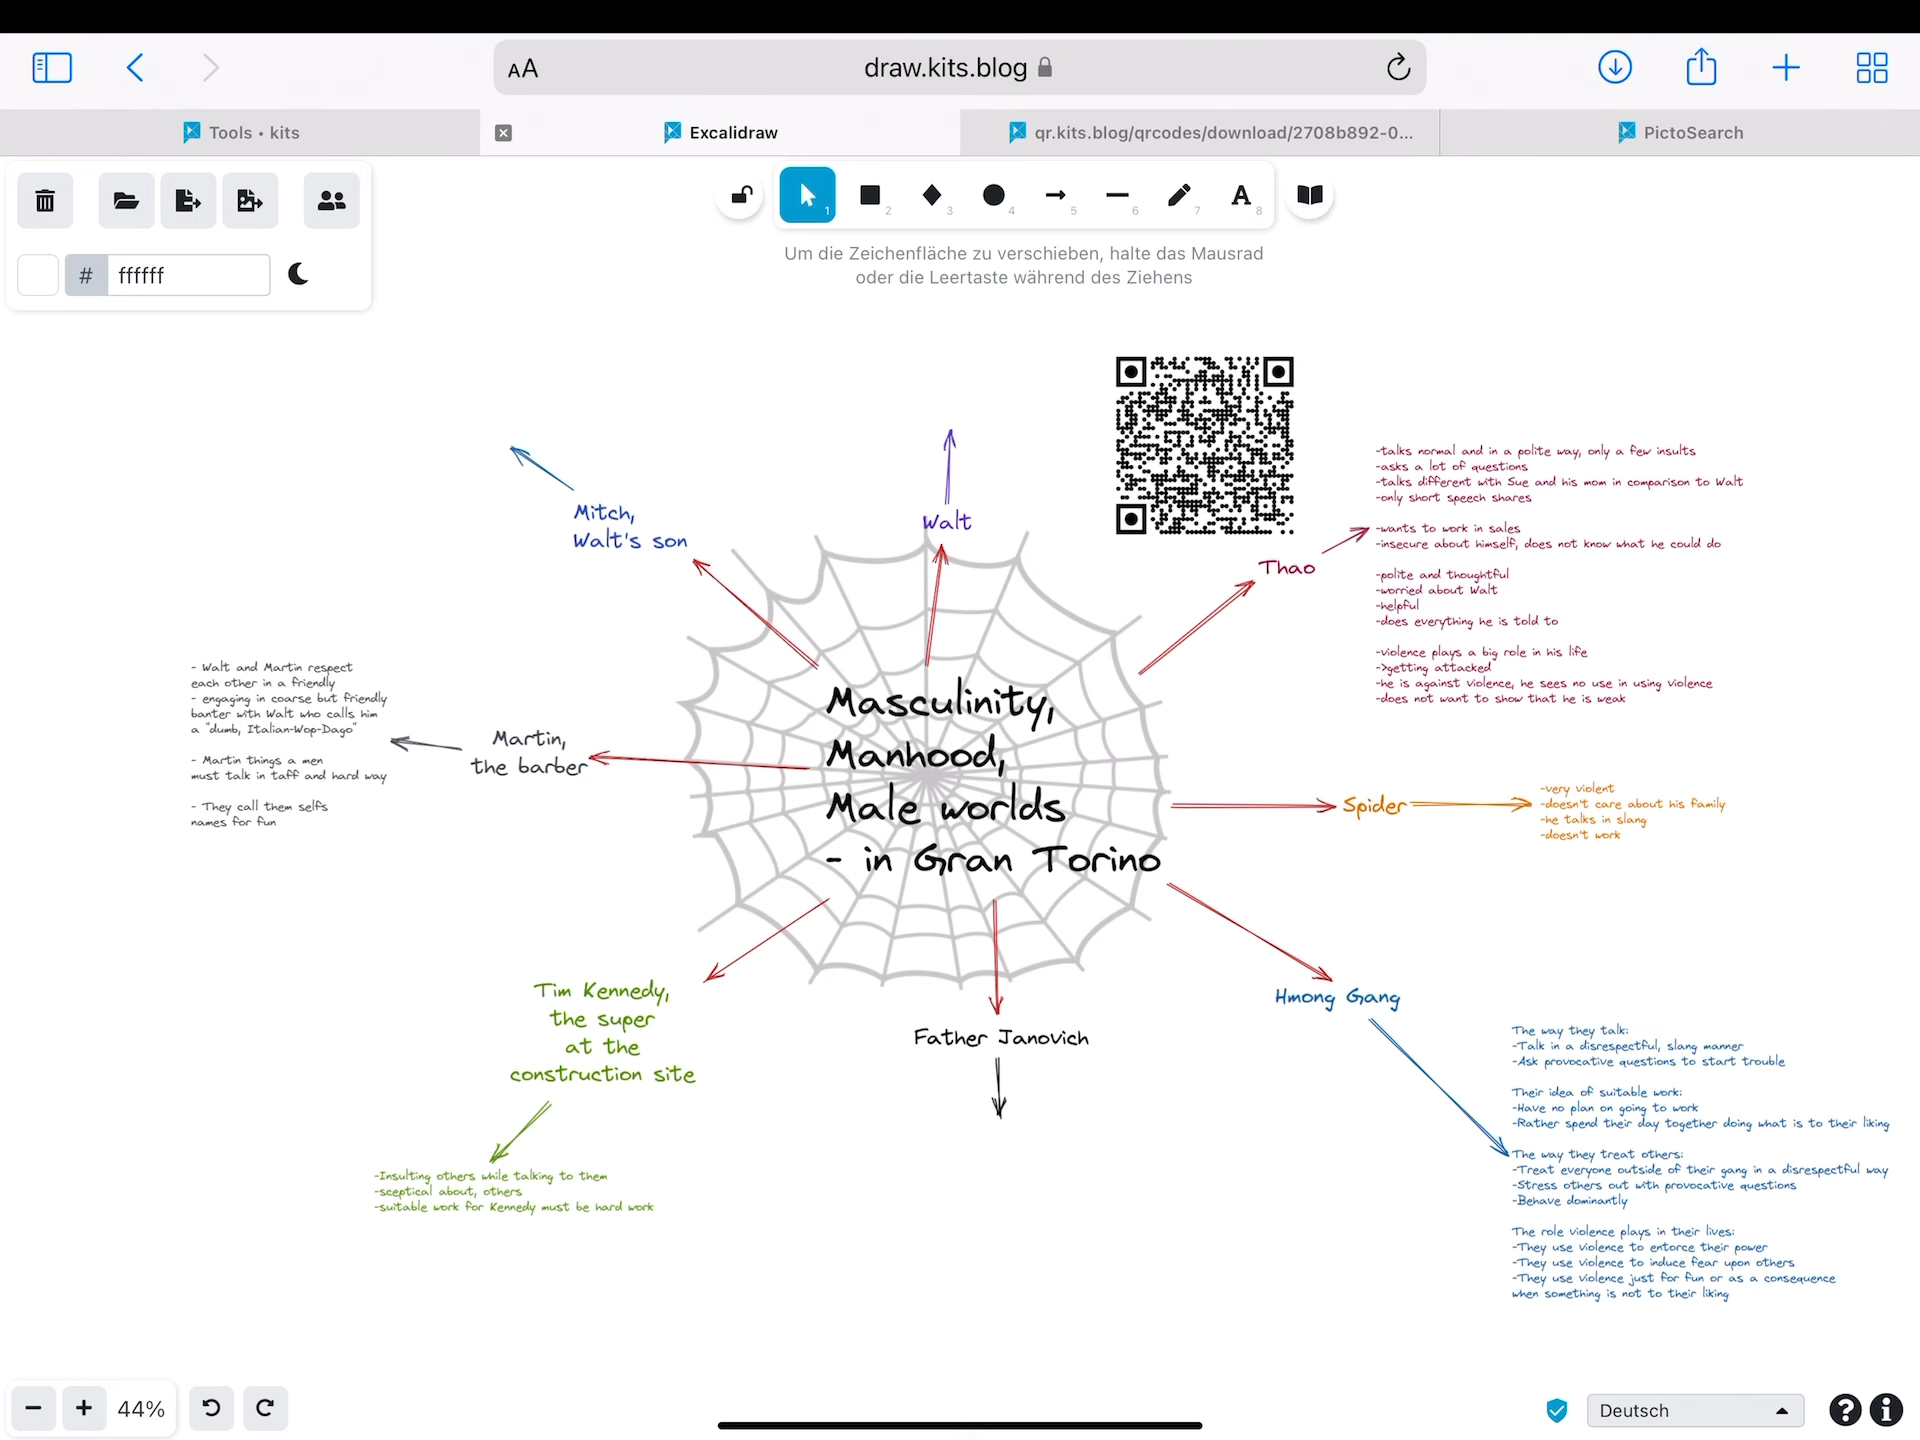 AA
draw.kits.blog
Tools • kits
Excalidraw
qr.kits.blog/qrcodes/download/2708b892-0...
PictoSearch
1
2
3
4
5
6
7
A
8
# ffffff
Um die Zeichenfläche zu verschieben, halte das Mausrad
oder die Leertaste während des Ziehens
Mitch,
Walt's son
Walt
Thao
-talks normal and in a polite way, only a few insults
-asks a lot of questions
-talks different with Sue and his mom in comparison to Walt
-only short speech shares
-wants to work in sales
-insecure about himself, does not know what he could do
-polite and thoughtful
-worried about Walt
-helpful
-does everything he is told to
-violence plays a big role in his life
->getting attacked
-he is against violence, he sees no use in using violence
-does not want to show that he is weak
- Walt and Martin respect
each other in a friendly
- engaging in coarse but friendly
banter with Walt who calls him
a "dumb, Italian-Wop-Dago"
- Martin things a men
must talk in taff and hard way
- They call them selfs
names for fun
Martin,
the barber
Masculinity,
Manhood,
Male worlds
- in Gran Torino
Spider
-very violent
-doesn't care about his family
-he talks in slang
-doesn't work
Tim Kennedy,
the super
at the
construction site
-Insulting others while talking to them
-sceptical about, others
-suitable work for Kennedy must be hard work
Father Janovich
Hmong Gang
The way they talk:
-Talk in a disrespectful, slang manner
-Ask provocative questions to start trouble
Their idea of suitable work:
-Have no plan on going to work
-Rather spend their day together doing what is to their liking
The way they treat others:
-Treat everyone outside of their gang in a disrespectful way
-Stress others out with provocative questions
-Behave dominantly
The role violence plays in their lives:
-They use violence to enforce their power
-They use violence to induce fear upon others
-They use violence just for fun or as a consequence
when something is not to their liking
44%
Deutsch